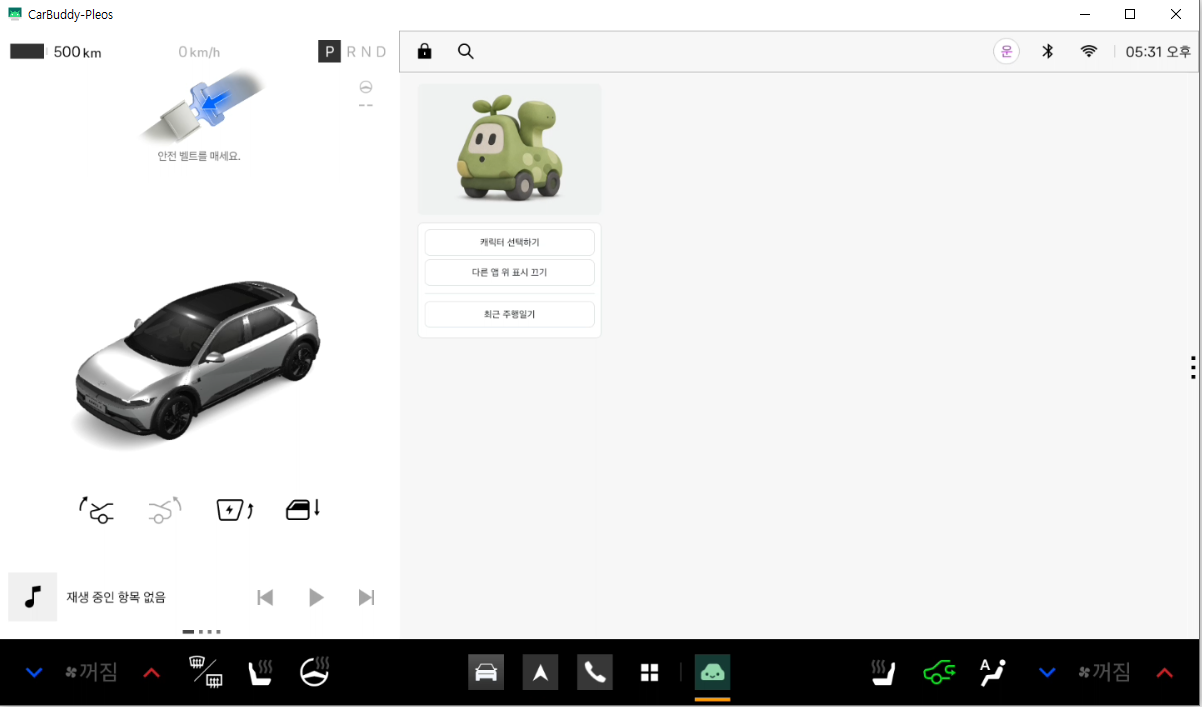 CarBuddy-Pleos
500 km
0 km/h
P R N D
운
05:31 오후
--
안전 벨트를 매세요.
캐릭터 선택하기
다른 앱 위 표시 끄기
최근 주행일기
재생 중인 항목 없음
꺼짐
A
꺼짐